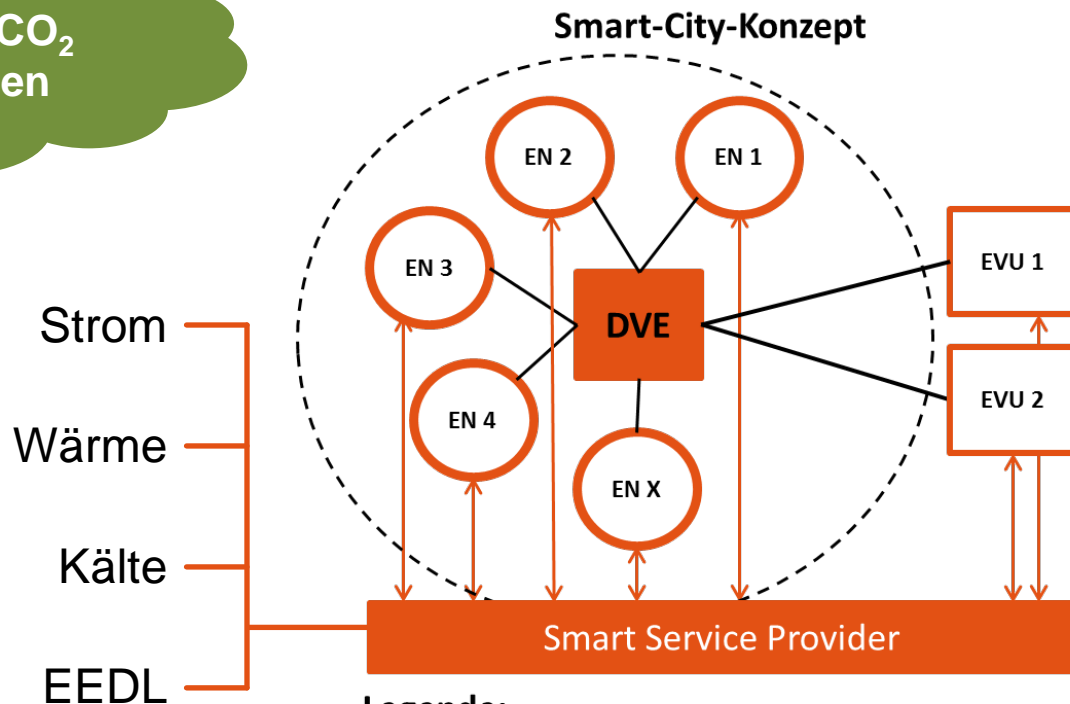 CO₂
en
Smart-City-Konzept
EN 2
EN 1
EN 3
EVU 1
Strom
DVE
EVU 2
EN 4
Wärme
EN X
Kälte
Smart Service Provider
EEDL
Legende: